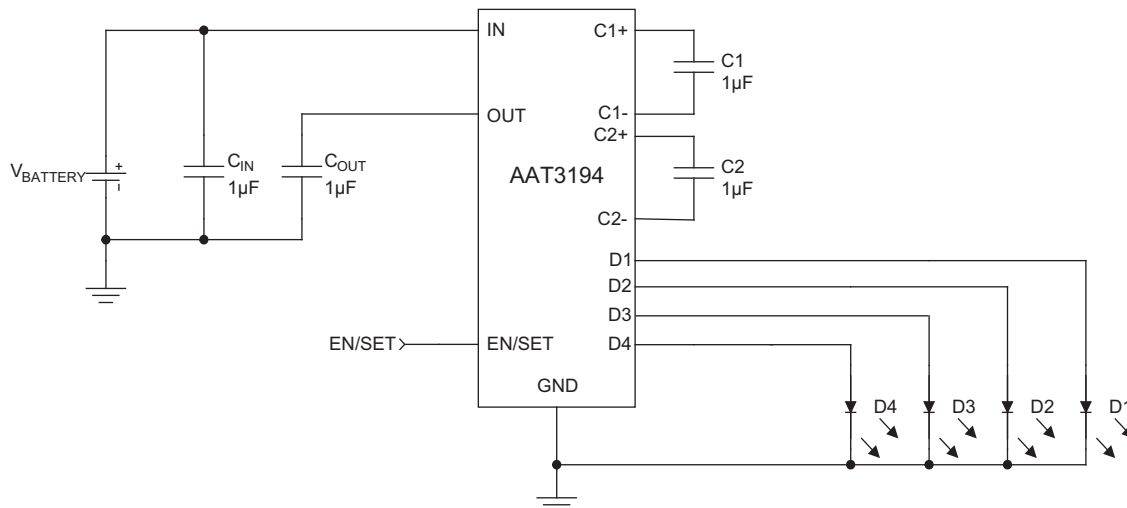 IN
C1+
C1
1µF
C1-
OUT
C2+
V_BATTERY
+
-
C_IN
1µF
C_OUT
1µF
AAT3194
C2
1µF
C2-
D1
D2
D3
EN/SET
EN/SET
D4
GND
D4
D3
D2
D1